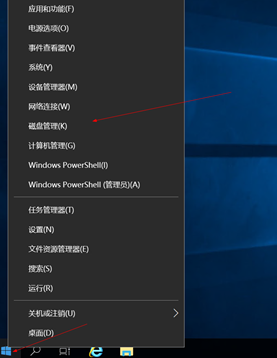 应用和功能(F)
电源选项(O)
事件查看器(V)
系统(Y)
设备管理器(M)
网络连接(W)
磁盘管理(K)
计算机管理(G)
Windows PowerShell(I)
Windows PowerShell (管理员)(A)
任务管理器(T)
设置(N)
文件资源管理器(E)
搜索(S)
运行(R)
关机或注销(U)
桌面(D)